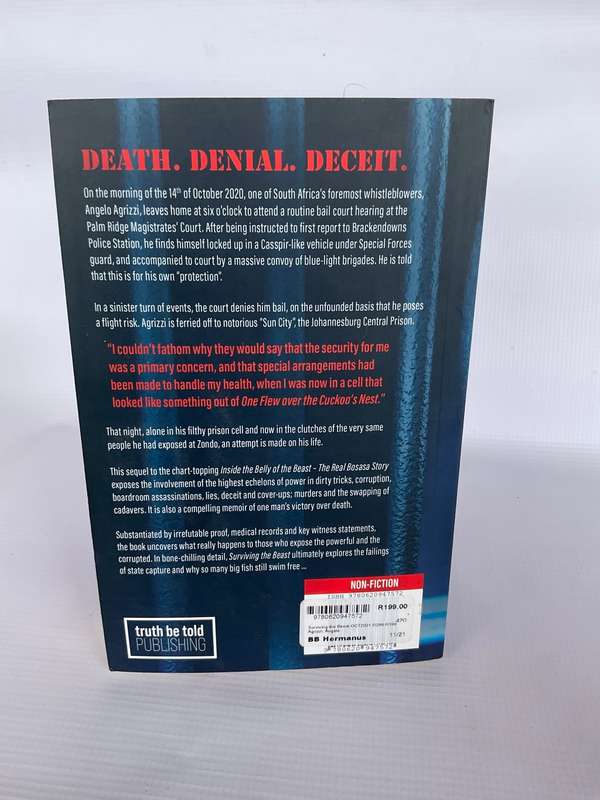 DEATH. DENIAL. DECEIT.
On the morning of the 14th of October 2020, one of South Africa's foremost whistleblowers,
Angelo Agrizzi, leaves home at six o'clock to attend a routine bail court hearing at the
Palm Ridge Magistrates' Court. After being instructed to first report to Brackendowns
Police Station, he finds himself locked up in a Casspir-like vehicle under Special Forces
guard, and accompanied to court by a massive convoy of blue-light brigades. He is told
that this is for his own "protection".
In a sinister turn of events, the court denies him bail, on the unfounded basis that he poses
a flight risk. Agrizzi is ferried off to notorious "Sun City", the Johannesburg Central Prison.
"I couldn't fathom why they would say that the security for me
was a primary concern, and that special arrangements had
been made to handle my health, when I was now in a cell that
looked like something out of One Flew over the Cuckoo's Nest."
That night, alone in his filthy prison cell and now in the clutches of the very same
people he had exposed at Zondo, an attempt is made on his life.
This sequel to the chart-topping Inside the Belly of the Beast – The Real Bosasa Story
exposes the involvement of the highest echelons of power in dirty tricks, corruption,
boardroom assassinations, lies, deceit and cover-ups; murders and the swapping of
cadavers. It is also a compelling memoir of one man's victory over death.
Substantiated by irrefutable proof, medical records and key witness statements,
the book uncovers what really happens to those who expose the powerful and the
corrupted. In bone-chilling detail, Surviving the Beast ultimately explores the failings
of state capture and why so many big fish still swim free ...
NON-FICTION
ISBN 9780620947572
9780620947572
R199.00
Agrizzi, Angelo
11/21
BB Hermanus
9 780620 947572
truth be told
PUBLISHING